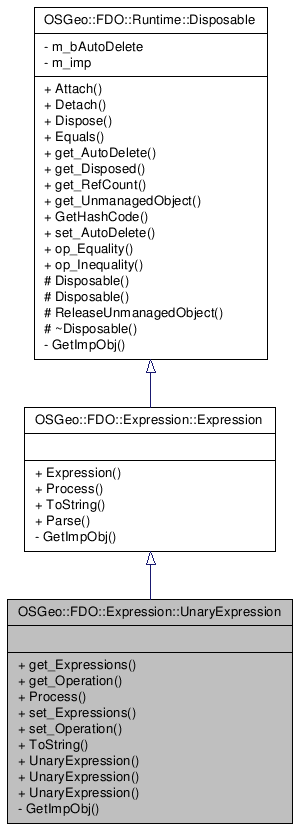 OSGeo::FDO::Runtime::Disposable
- m_bAutoDelete
- m_imp
+ Attach()
+ Detach()
+ Dispose()
+ Equals()
+ get_AutoDelete()
+ get_Disposed()
+ get_RefCount()
+ get_UnmanagedObject()
+ GetHashCode()
+ set_AutoDelete()
+ op_Equality()
+ op_Inequality()
# Disposable()
# Disposable()
# ReleaseUnmanagedObject()
# ~Disposable()
- GetImpObj()
OSGeo::FDO::Expression::Expression
+ Expression()
+ Process()
+ ToString()
+ Parse()
- GetImpObj()
OSGeo::FDO::Expression::UnaryExpression
+ get_Expressions()
+ get_Operation()
+ Process()
+ set_Expressions()
+ set_Operation()
+ ToString()
+ UnaryExpression()
+ UnaryExpression()
+ UnaryExpression()
- GetImpObj()